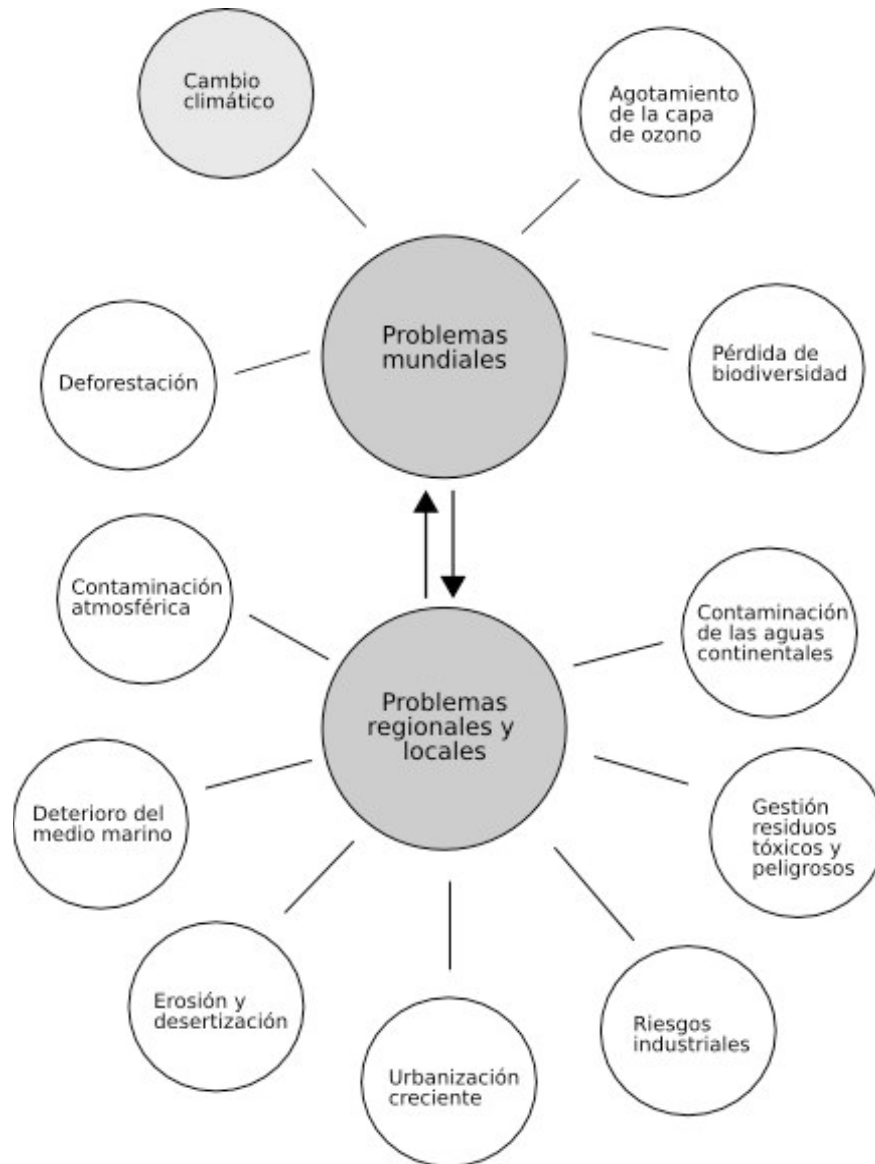 Cambio
climático
Agotamiento
de la capa
de ozono
Problemas
mundiales
Deforestación
Pérdida de
biodiversidad
Contaminación
atmosférica
Contaminación
de las aguas
continentales
Problemas
regionales y
locales
Deterioro del
medio marino
Gestión
residuos
tóxicos y
peligrosos
Erosión y
desertización
Riesgos
industriales
Urbanización
creciente